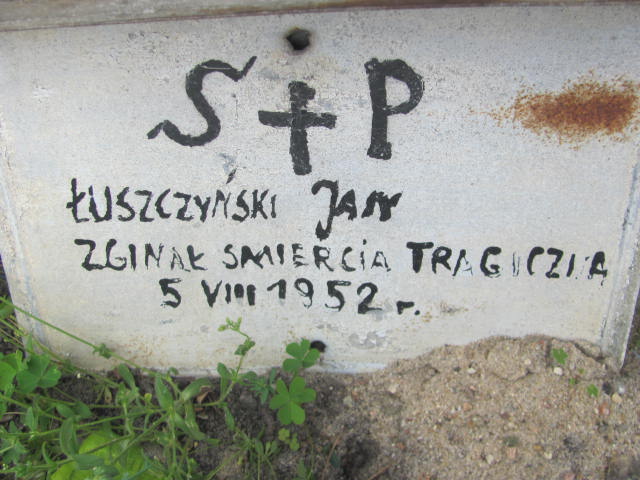 S + P
ŁUSZCZYŃSKI JAN
ZGINAŁ SMIERCIA TRAGICZNA
5 VIII 1952 r.